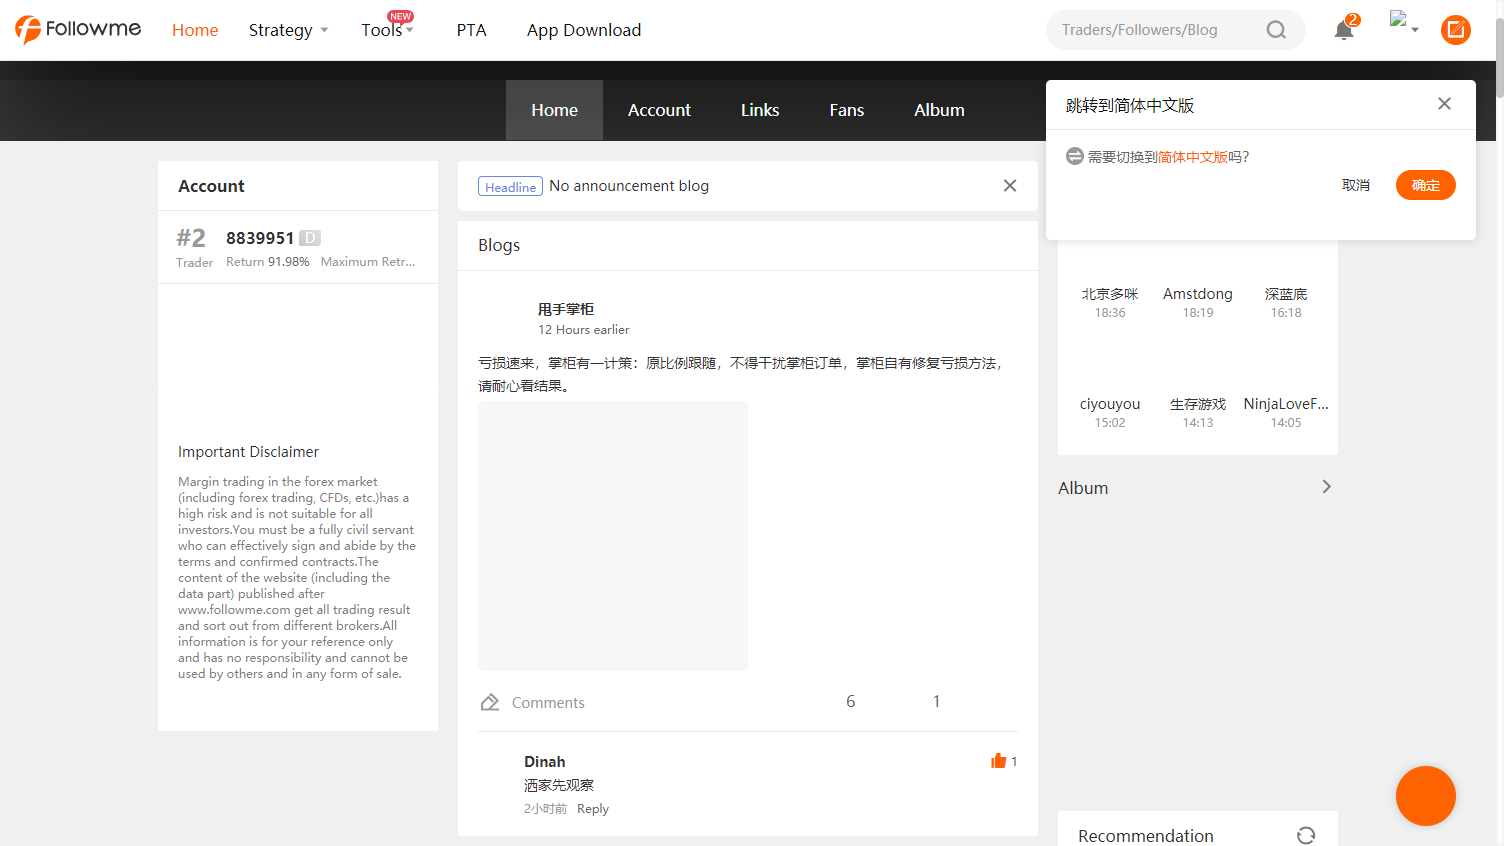 Followme
Home
Strategy
Tools
NEW
PTA
App Download
Traders/Followers/Blog
2
Home
Account
Links
Fans
Album
跳转到简体中文版
需要切换到简体中文版吗?
取消
确定
Account
#2
Trader
8839951 D
Return 91.98% Maximum Retr...
Important Disclaimer
Margin trading in the forex market
(including forex trading, CFDs, etc.)has a
high risk and is not suitable for all
investors.You must be a fully civil servant
who can effectively sign and abide by the
terms and confirmed contracts.The
content of the website (including the
data part) published after
www.followme.com get all trading result
and sort out from different brokers.All
information is for your reference only
and has no responsibility and cannot be
used by others and in any form of sale.
Headline No announcement blog
Blogs
甩手掌柜
12 Hours earlier
亏损速来，掌柜有一计策：原比例跟随，不得干扰掌柜订单，掌柜自有修复亏损方法，
请耐心看结果。
Comments
6
1
Dinah
1
洒家先观察
2小时前 Reply
北京多咪
18:36
Amstdong
18:19
深蓝底
16:18
ciyouyou
15:02
生存游戏
14:13
NinjaLoveF...
14:05
Album
Recommendation